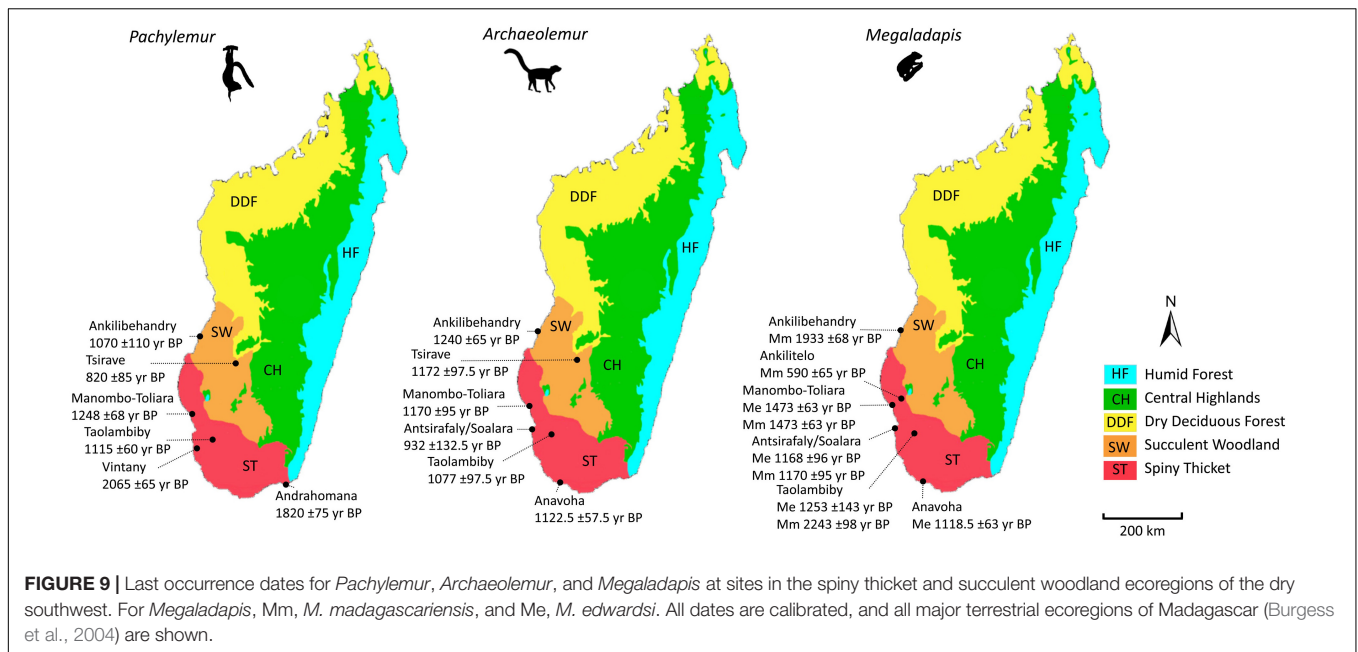 Pachylemur
DDF
HF
SW
CH
ST
Ankilibehandry
1070 ±110 yr BP
Tsirave
820 ±85 yr BP
Manombo-Toliara
1248 ±68 yr BP
Taolambiby
1115 ±60 yr BP
Vintany
2065 ±65 yr BP
Andrahomana
1820 ±75 yr BP
Archaeolemur
DDF
HF
SW
CH
ST
Ankilibehandry
1240 ±65 yr BP
Tsirave
1172 ±97.5 yr BP
Manombo-Toliara
1170 ±95 yr BP
Antsirafaly/Soalara
932 ±132.5 yr BP
Taolambiby
1077 ±97.5 yr BP
Anavoha
1122.5 ±57.5 yr BP
Megaladapis
DDF
HF
SW
CH
ST
Ankilibehandry
Mm 1933 ±68 yr BP
Ankilitelo
Mm 590 ±65 yr BP
Manombo-Toliara
Me 1473 ±63 yr BP
Mm 1473 ±63 yr BP
Antsirafaly/Soalara
Me 1168 ±96 yr BP
Mm 1170 ±95 yr BP
Taolambiby
Me 1253 ±143 yr BP
Mm 2243 ±98 yr BP
Anavoha
Me 1118.5 ±63 yr BP
N
HF Humid Forest
CH Central Highlands
DDF Dry Deciduous Forest
SW Succulent Woodland
ST Spiny Thicket
200 km
FIGURE 9 | Last occurrence dates for Pachylemur, Archaeolemur, and Megaladapis at sites in the spiny thicket and succulent woodland ecoregions of the dry
southwest. For Megaladapis, Mm, M. madagascariensis, and Me, M. edwardsi. All dates are calibrated, and all major terrestrial ecoregions of Madagascar (Burgess
et al., 2004) are shown.